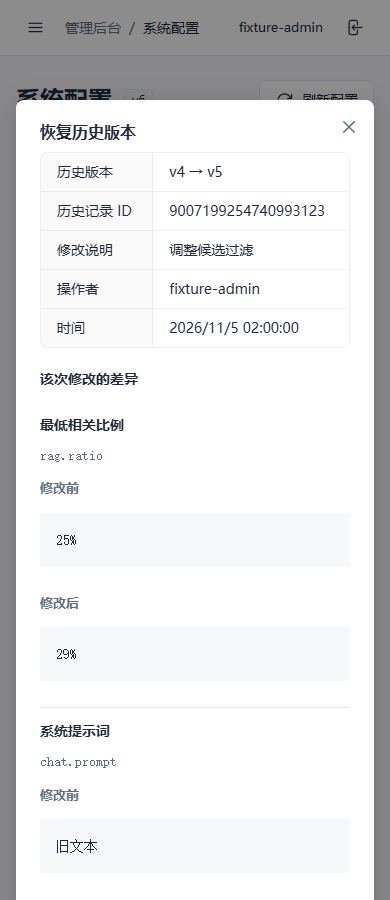 管理后台 / 系统配置 fixture-admin
系统配置 v6 刷新配置
恢复历史版本
历史版本 v4 → v5
历史记录 ID 9007199254740993123
修改说明 调整候选过滤
操作者 fixture-admin
时间 2026/11/5 02:00:00
该次修改的差异
最低相关比例
rag.ratio
修改前
25%
修改后
29%
系统提示词
chat.prompt
修改前
旧文本